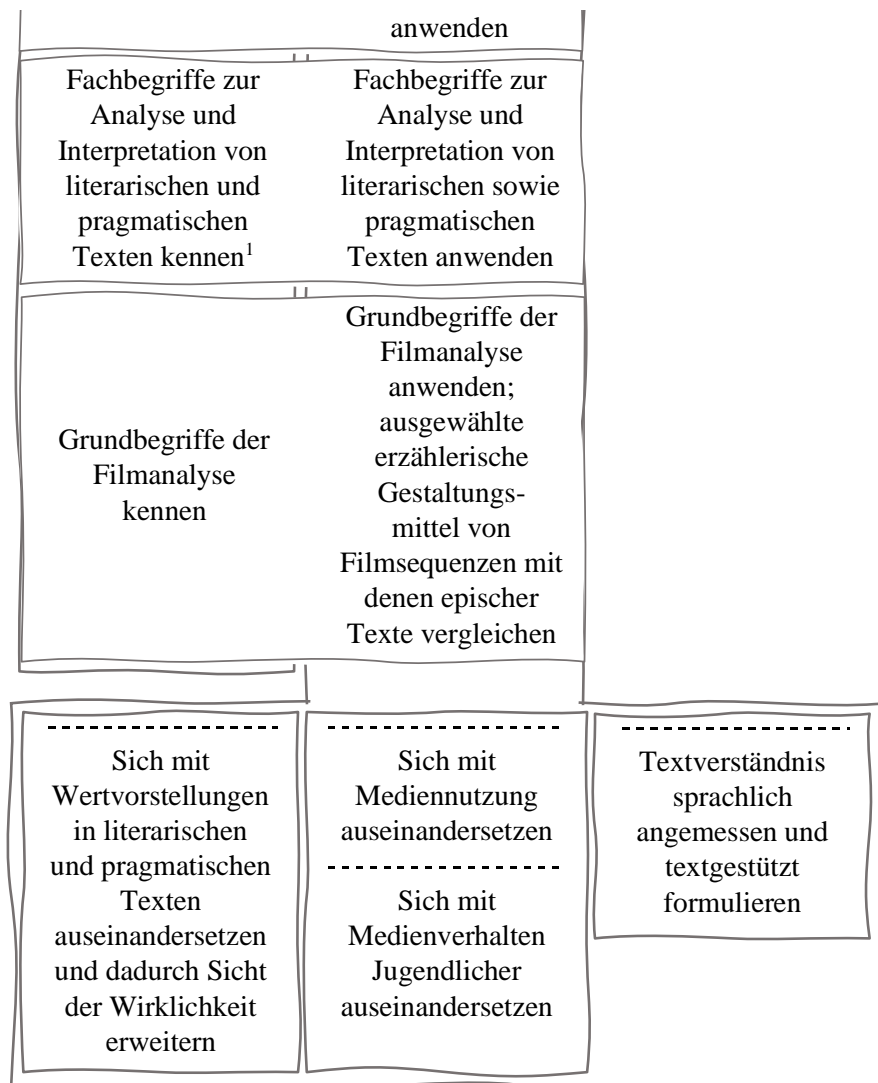 anwenden
Fachbegriffe zur
Analyse und
Interpretation von
literarischen und
pragmatischen
Texten kennen¹
Fachbegriffe zur
Analyse und
Interpretation von
literarischen sowie
pragmatischen
Texten anwenden
Grundbegriffe der
Filmanalyse
kennen
Grundbegriffe der
Filmanalyse
anwenden;
ausgewählte
erzählerische
Gestaltungs-
mittel von
Filmsequenzen mit
denen epischer
Texte vergleichen
Sich mit
Wertvorstellungen
in literarischen
und pragmatischen
Texten
auseinandersetzen
und dadurch Sicht
der Wirklichkeit
erweitern
Sich mit
Mediennutzung
auseinandersetzen
Sich mit
Medienverhalten
Jugendlicher
auseinandersetzen
Textverständnis
sprachlich
angemessen und
textgestützt
formulieren